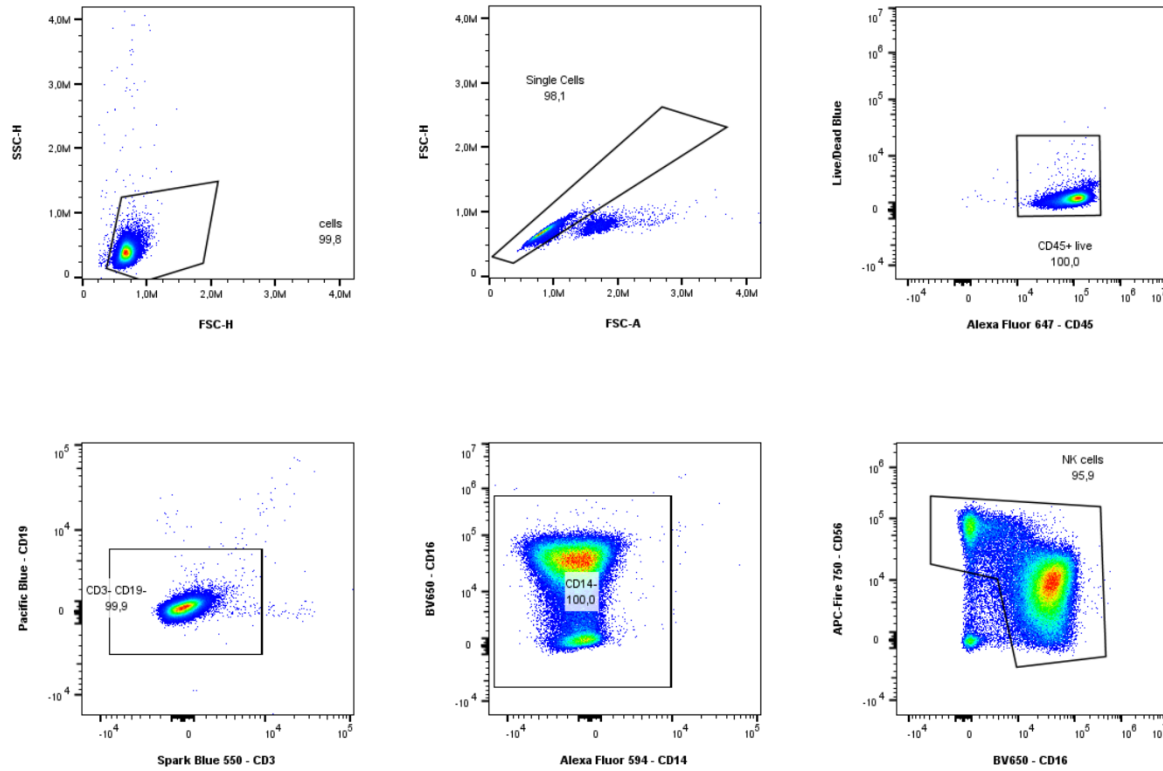 4,0M
3,0M
2,0M
1,0M
0
SSC-H
cells
99,8
0 1,0M 2,0M 3,0M 4,0M
FSC-H
4,0M
3,0M
2,0M
1,0M
0
FSC-H
Single Cells
98,1
0 1,0M 2,0M 3,0M 4,0M
FSC-A
10 7
10 6
10 5
10 4
0
-10 4
Live/Dead Blue
CD45+ live
100,0
-10 4 0 10 4 10 5 10 6 10 7
Alexa Fluor 647 - CD45
10 5
10 4
0
-10 4
Pacific Blue - CD19
CD3- CD19-
99,9
-10 4 0 10 4 10 5
Spark Blue 550 - CD3
10 7
10 6
10 5
10 4
0
-10 4
BV650 - CD16
CD14-
100,0
-10 4 0 10 4 10 5
Alexa Fluor 594 - CD14
10 6
10 5
10 4
0
-10 4
APC-Fire 750 - CD56
NK cells
95,9
-10 4 0 10 4 10 5 10 6
BV650 - CD16